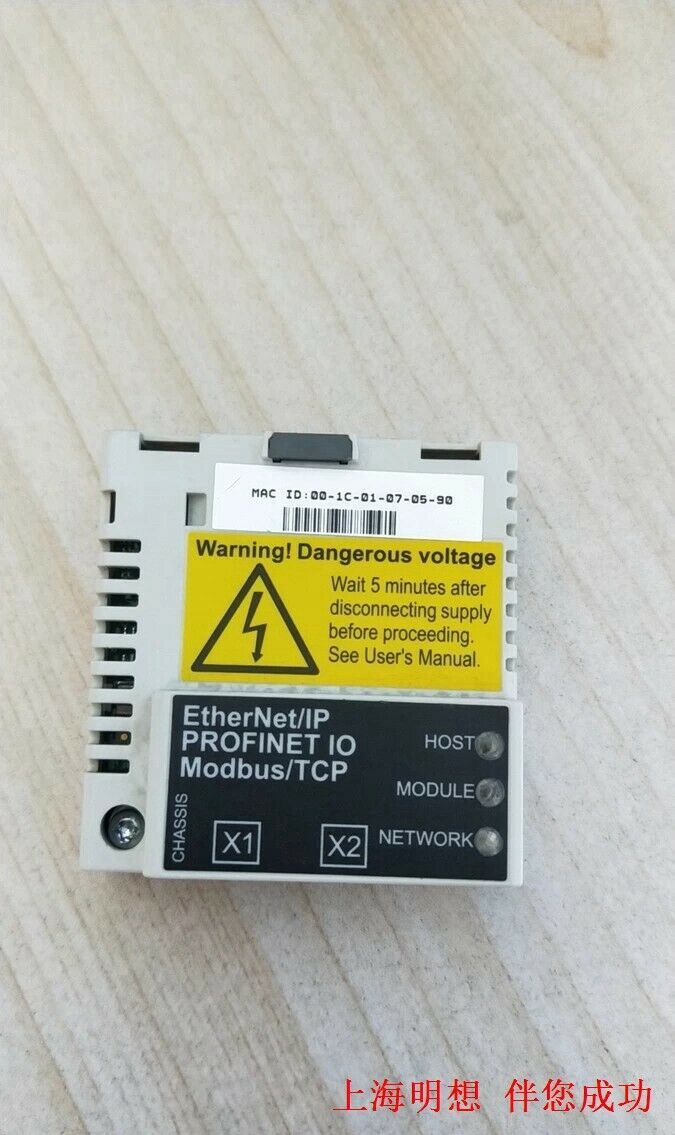 MAC ID:00-1C-01-07-05-90
Warning! Dangerous voltage
Wait 5 minutes after
disconnecting supply
before proceeding.
See User's Manual.
EtherNet/IP
PROFINET IO
Modbus/TCP
HOST
MODULE
NETWORK
CHASSIS
X1
X2
上海明想 伴您成功